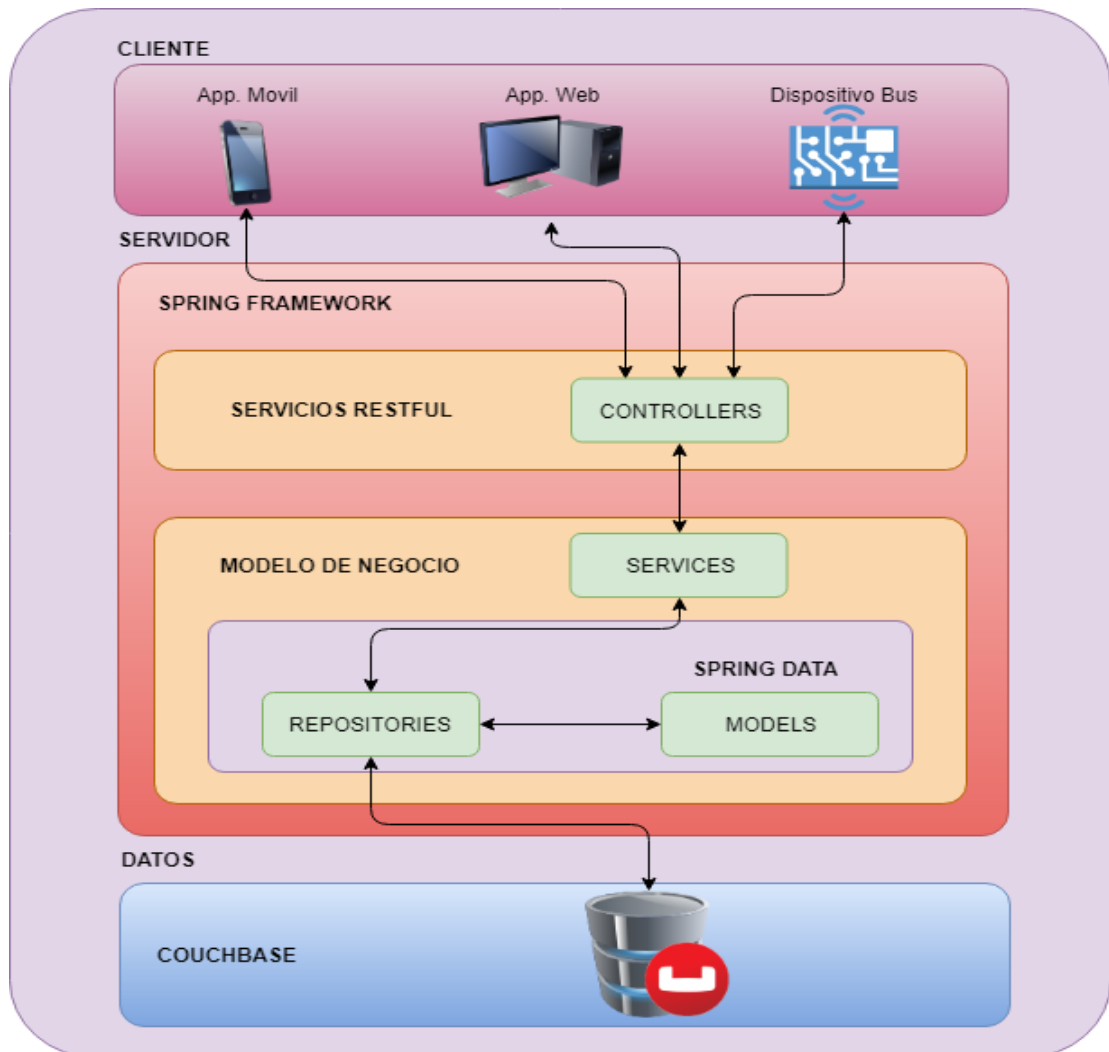 CLIENTE
App. Movil
App. Web
Dispositivo Bus
SERVIDOR
SPRING FRAMEWORK
SERVICIOS RESTFUL
CONTROLLERS
MODELO DE NEGOCIO
SERVICES
SPRING DATA
REPOSITORIES
MODELS
DATOS
COUCHBASE